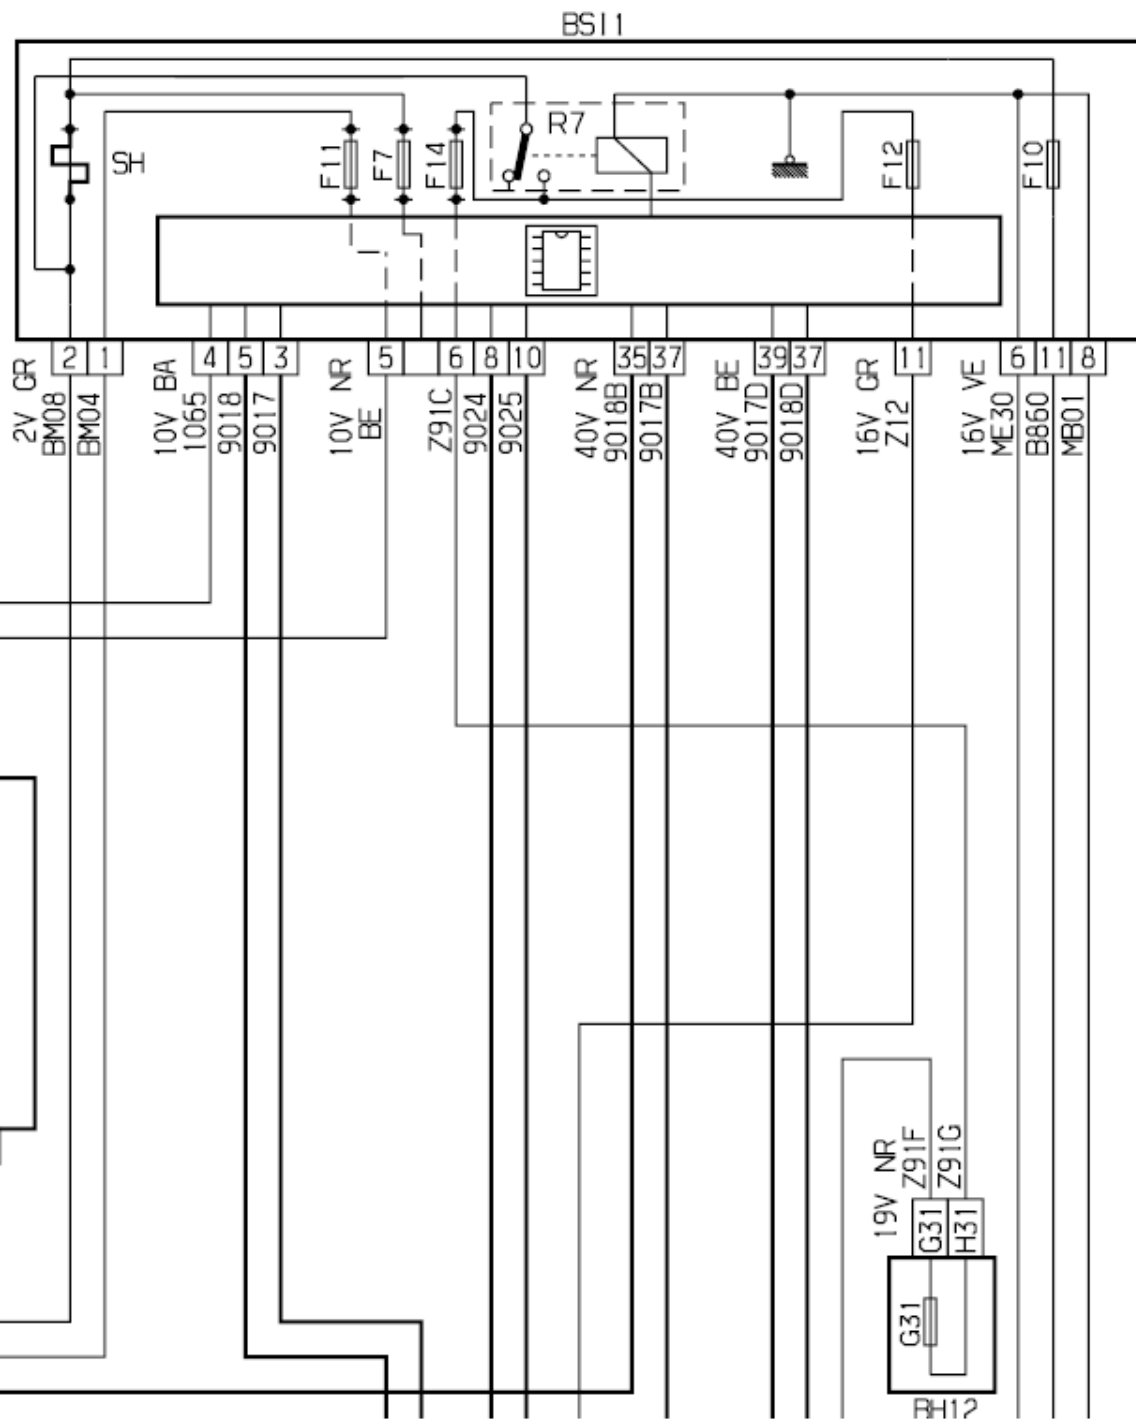 BSI1
R7
SH
F11
F7
F14
F12
F10
2
1
4
5
3
5
6
8
10
35
37
39
37
11
6
11
8
2V GR
BM08
BM04
10V BA
1065
9018
9017
10V NR
BE
Z91C
9024
9025
40V NR
9018B
9017B
40V BE
9017D
9018D
16V GR
Z12
16V VE
ME30
B860
MB01
19V NR
Z91F
Z91G
G31
H31
G31
BH12